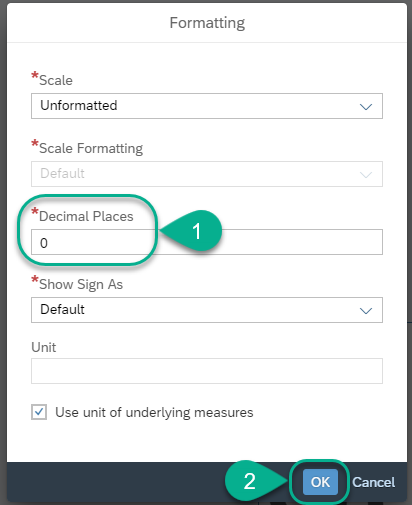 Formatting
*Scale
Unformatted
*Scale Formatting
Default
*Decimal Places
1
0
*Show Sign As
Default
Unit
Use unit of underlying measures
2
OK
Cancel